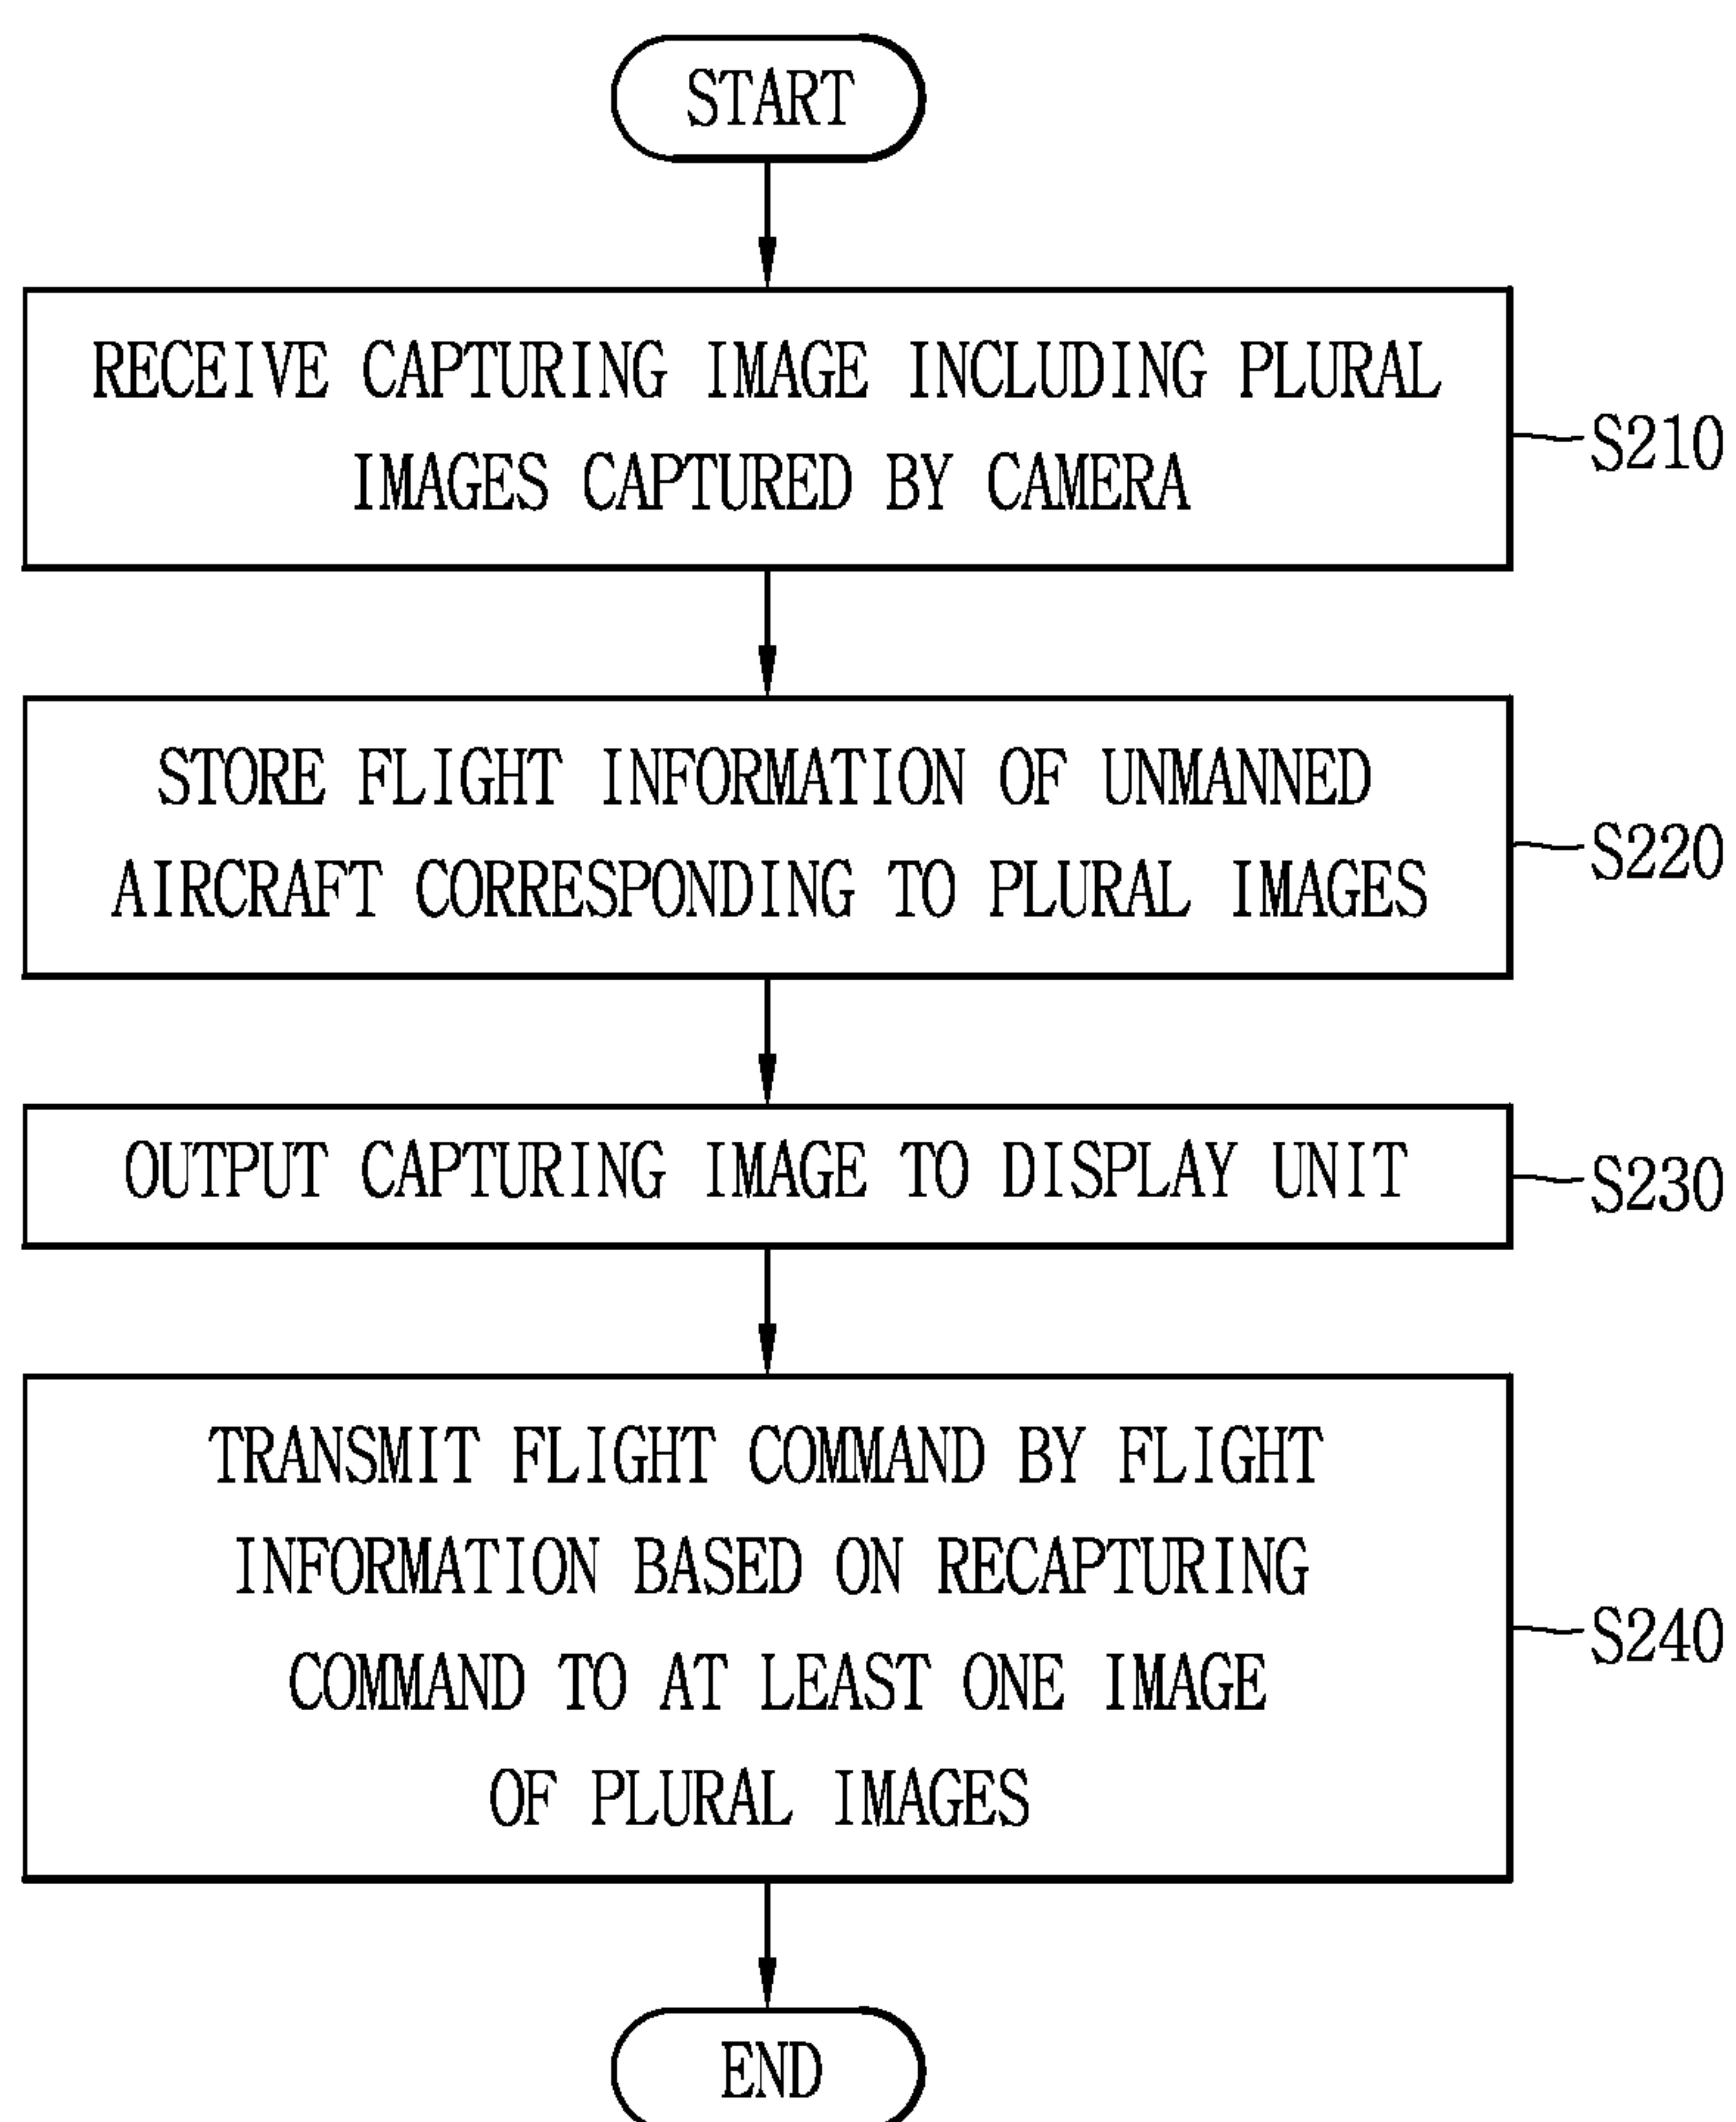 START
RECEIVE CAPTURING IMAGE INCLUDING PLURAL
IMAGES CAPTURED BY CAMERA
S210
STORE FLIGHT INFORMATION OF UNMANNED
AIRCRAFT CORRESPONDING TO PLURAL IMAGES
S220
OUTPUT CAPTURING IMAGE TO DISPLAY UNIT
S230
TRANSMIT FLIGHT COMMAND BY FLIGHT
INFORMATION BASED ON RECAPTURING
COMMAND TO AT LEAST ONE IMAGE
OF PLURAL IMAGES
S240
END